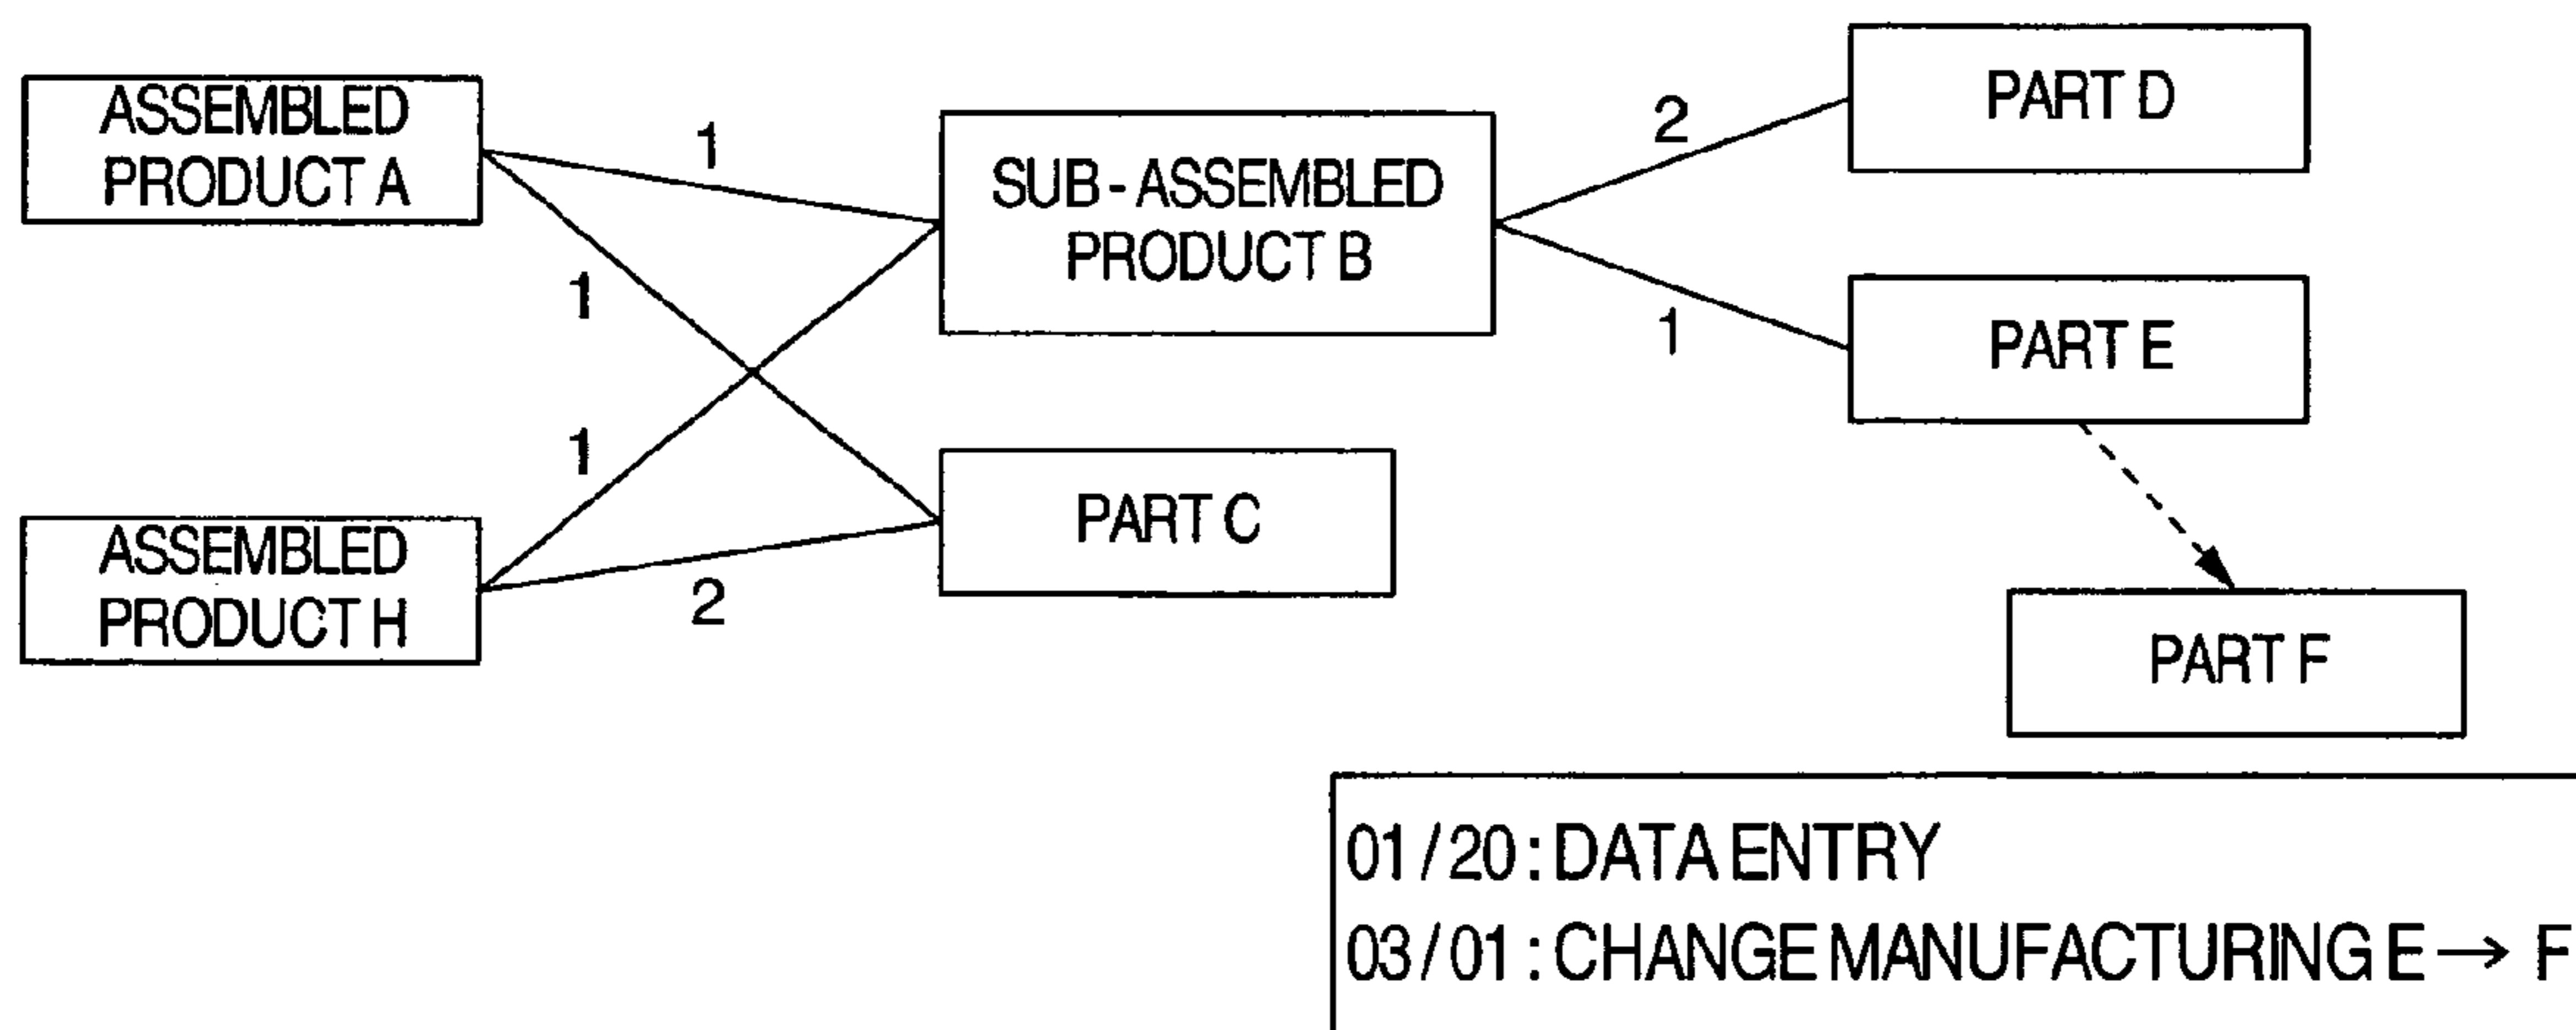 ASSEMBLED
PRODUCT A
1
SUB-ASSEMBLED
PRODUCT B
2
PART D
1
1
PART E
1
ASSEMBLED
PRODUCT H
2
PART C
PART F
01/20: DATA ENTRY
03/01: CHANGE MANUFACTURING E → F